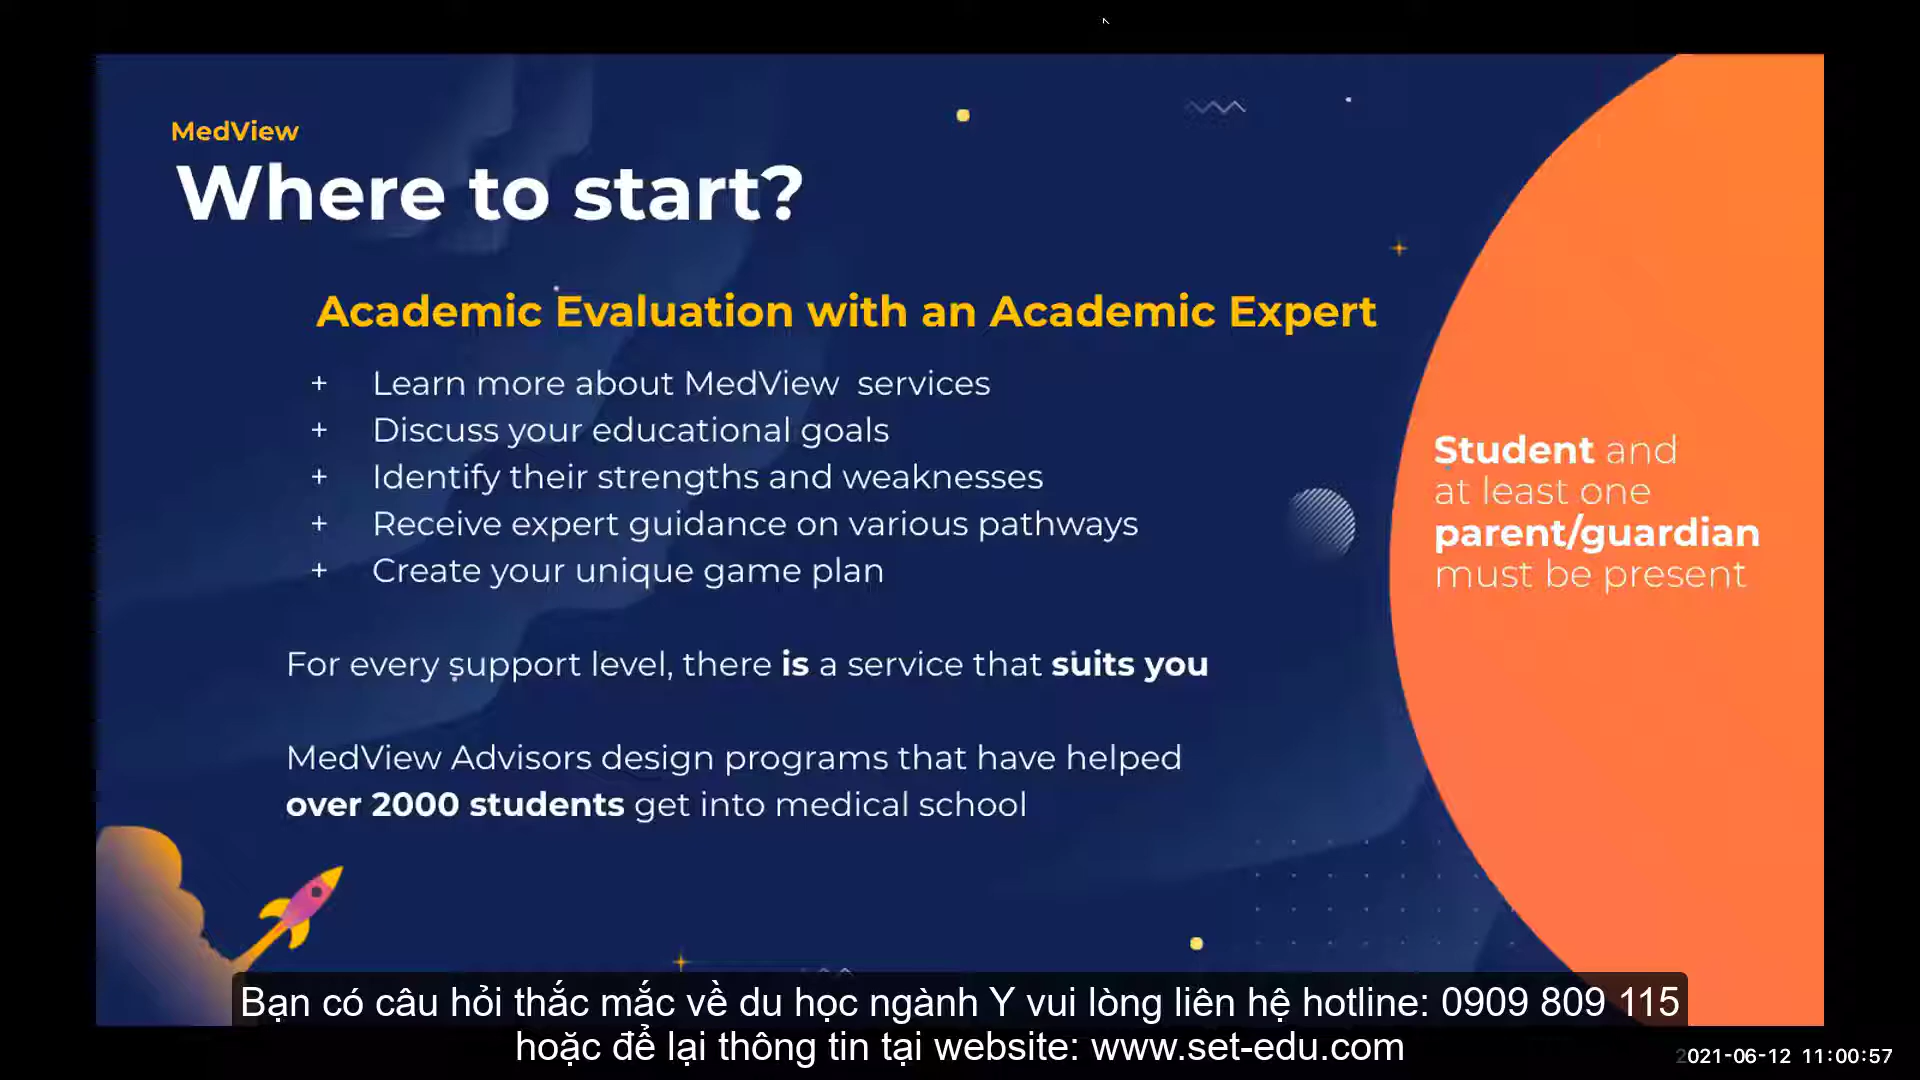 MedView
Where to start?
Academic Evaluation with an Academic Expert
+ Learn more about MedView services
+ Discuss your educational goals
+ Identify their strengths and weaknesses
+ Receive expert guidance on various pathways
+ Create your unique game plan
For every support level, there is a service that suits you
MedView Advisors design programs that have helped
over 2000 students get into medical school
Student and
at least one
parent/guardian
must be present
Bạn có câu hỏi thắc mắc về du học ngành Y vui lòng liên hệ hotline: 0909 809 115
hoặc để lại thông tin tại website: www.set-edu.com
2021-06-12 11:00:57